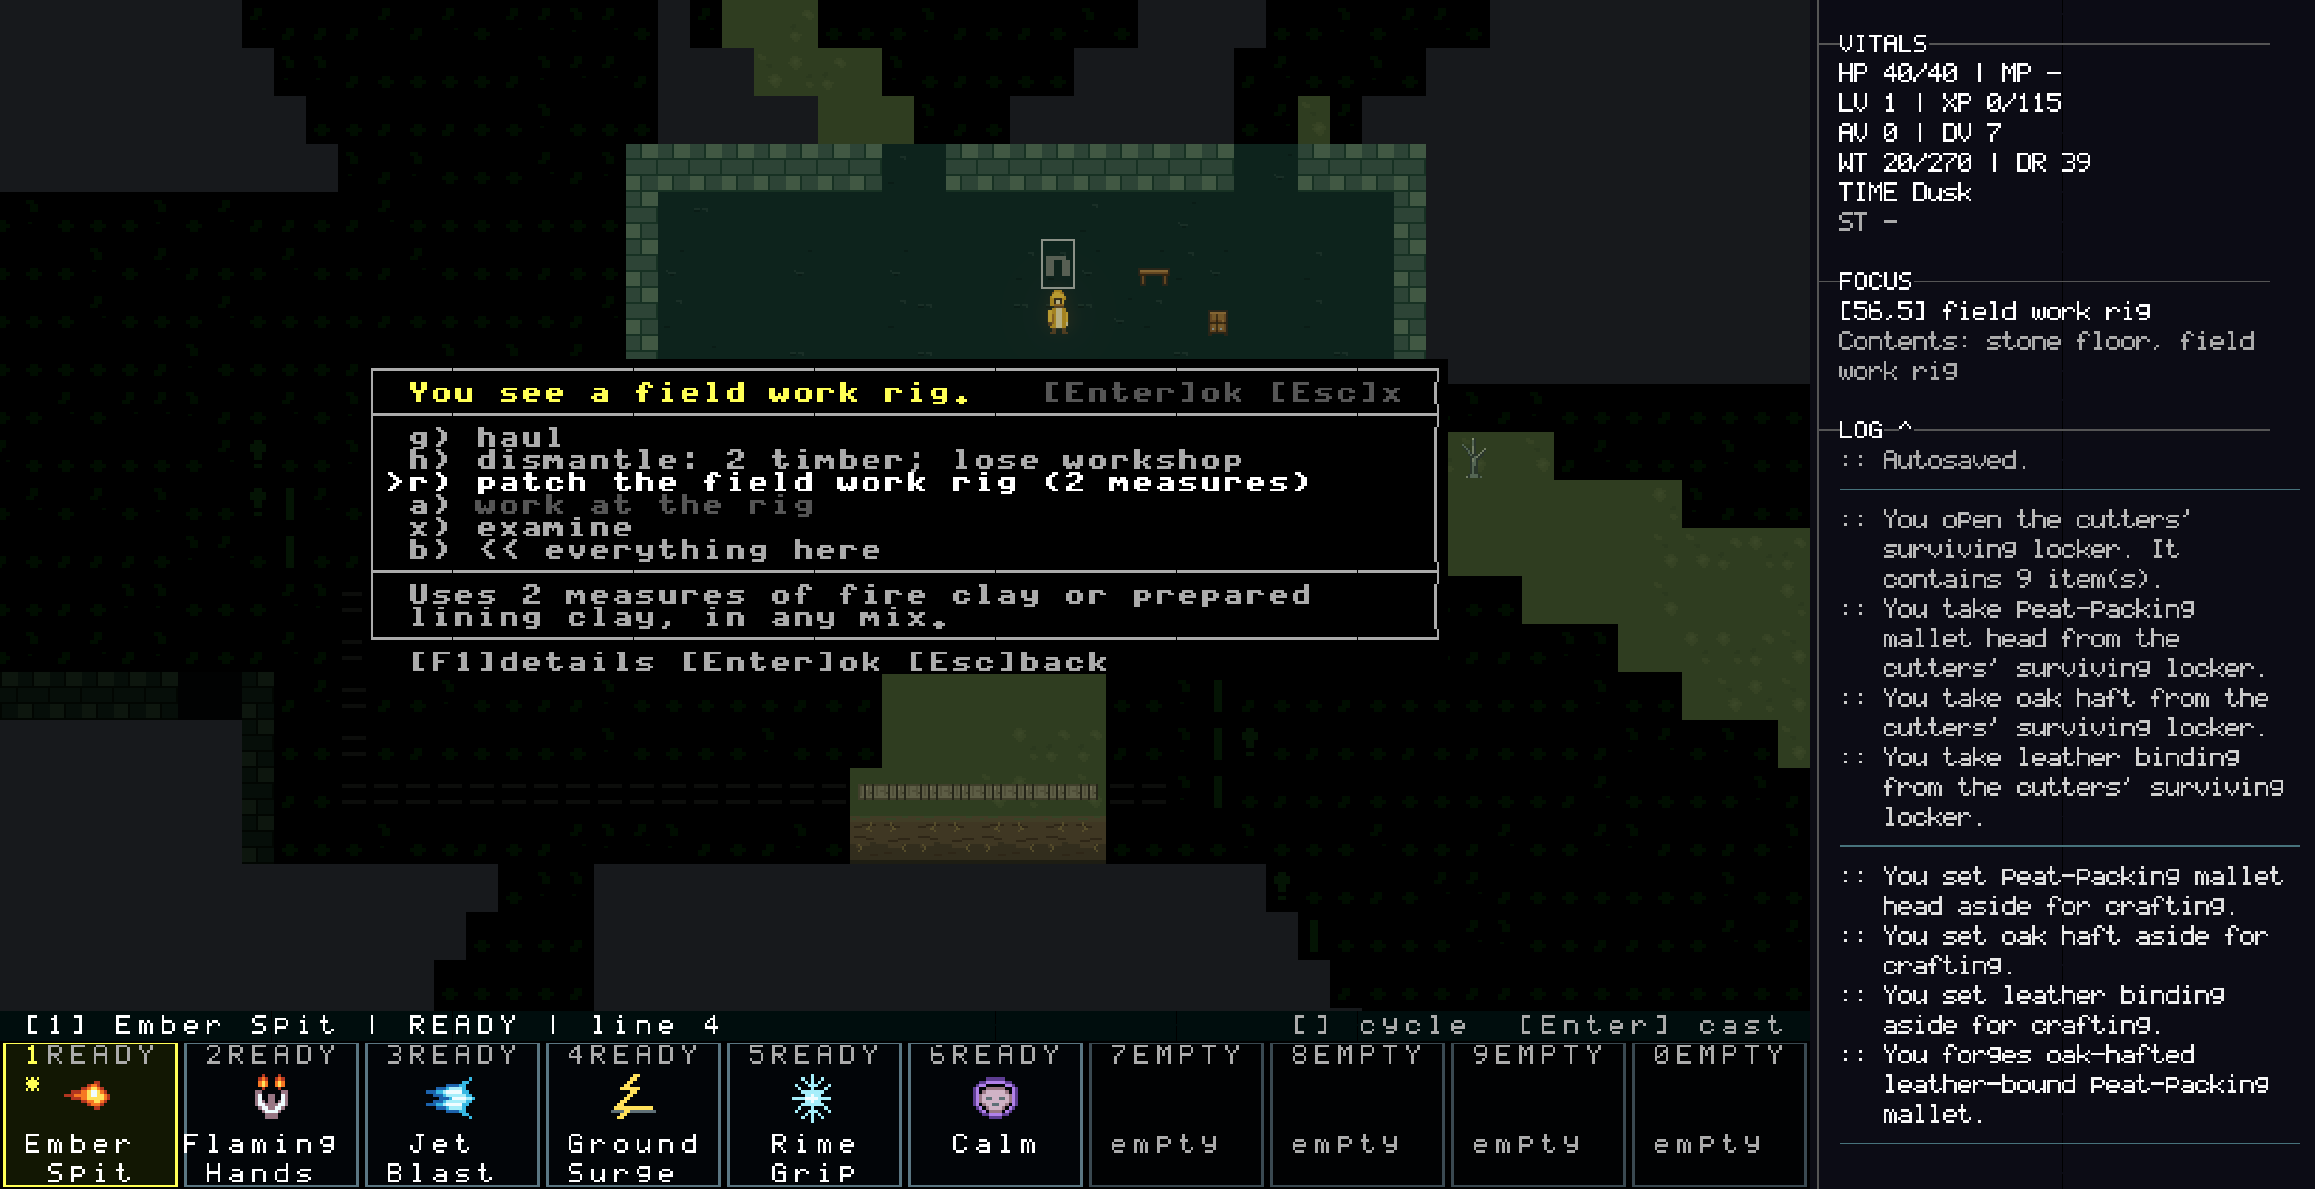 VITALS
HP 40/40 | MP -
LV 1 | XP 0/115
AV 0 | DV 7
WT 20/270 | DR 39
TIME Dusk
ST -
FOCUS
[56,5] field work rig
Contents: stone floor, field
work rig
LOG ^
:: Autosaved.
:: You open the cutters'
surviving locker. It
contains 9 item(s).
:: You take Peat-Packing
mallet head from the
cutters' surviving locker.
:: You take oak haft from the
cutters' surviving locker.
:: You take leather binding
from the cutters' surviving
locker.
:: You set Peat-Packing mallet
head aside for crafting.
:: You set oak haft aside for
crafting.
:: You set leather binding
aside for crafting.
:: You forges oak-hafted
leather-bound Peat-Packing
mallet.
You see a field work rig. [Enter]ok [Esc]x
g) haul
h) dismantle: 2 timber; lose workshop
>r) patch the field work rig (2 measures)
a) work at the rig
x) examine
b) << everything here
Uses 2 measures of fire clay or prepared
lining clay, in any mix.
[F1]details [Enter]ok [Esc]back
[1] Ember Spit | READY | line 4 [] cycle [Enter] cast
1READY 2READY 3READY 4READY 5READY 6READY 7EMPTY 8EMPTY 9EMPTY 0EMPTY
*
Ember Flaming Jet Ground Rime Calm empty empty empty empty
Spit Hands Blast Surge Grip